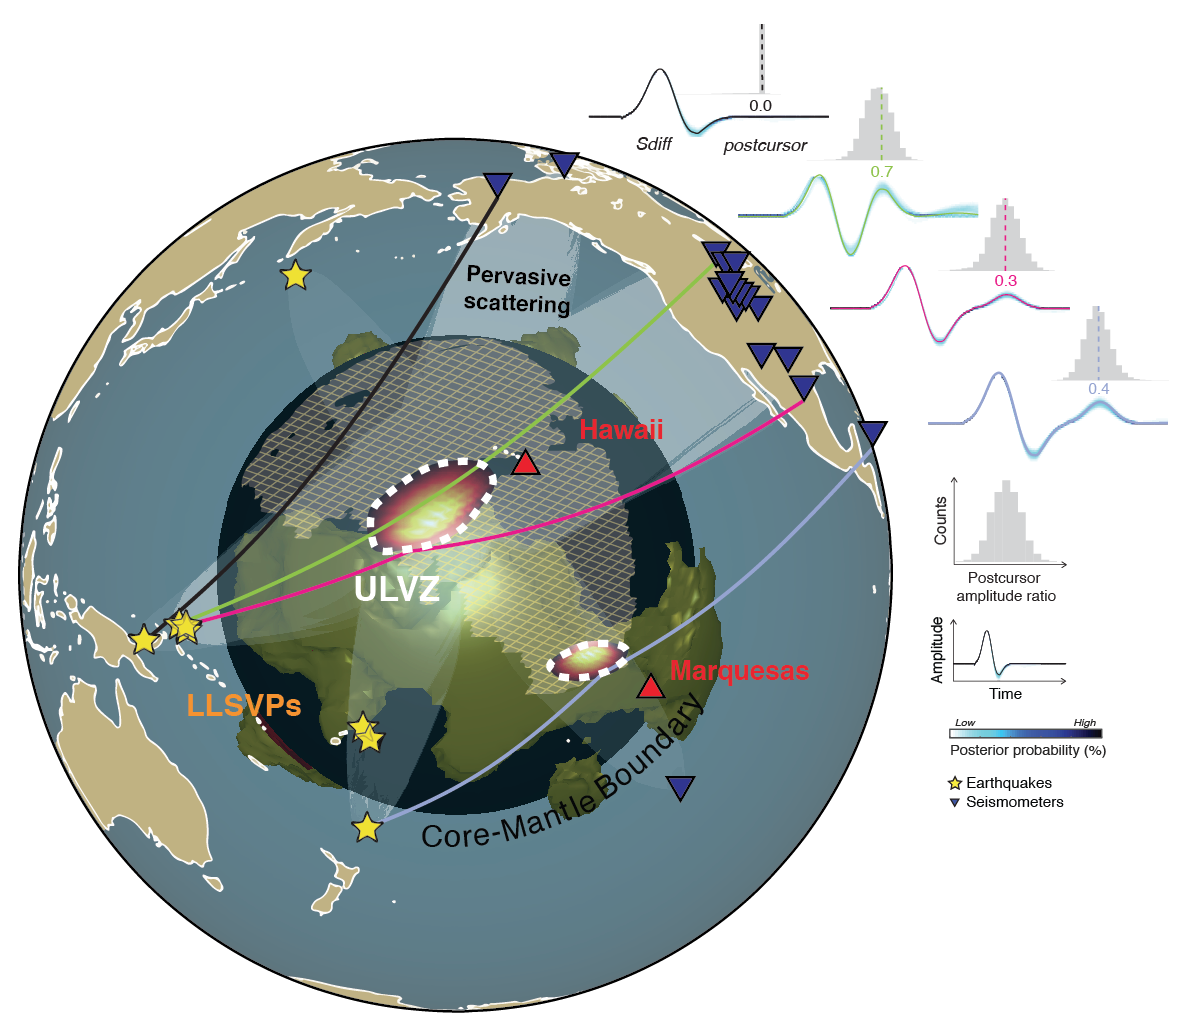 0.0
Sdiff
postcursor
0.7
0.3
0.4
Pervasive
scattering
Hawaii
ULVZ
Marquesas
LLSVPs
Core-Mantle Boundary
Counts
Postcursor
amplitude ratio
Amplitude
Time
Low
High
Posterior probability (%)
Earthquakes
Seismometers